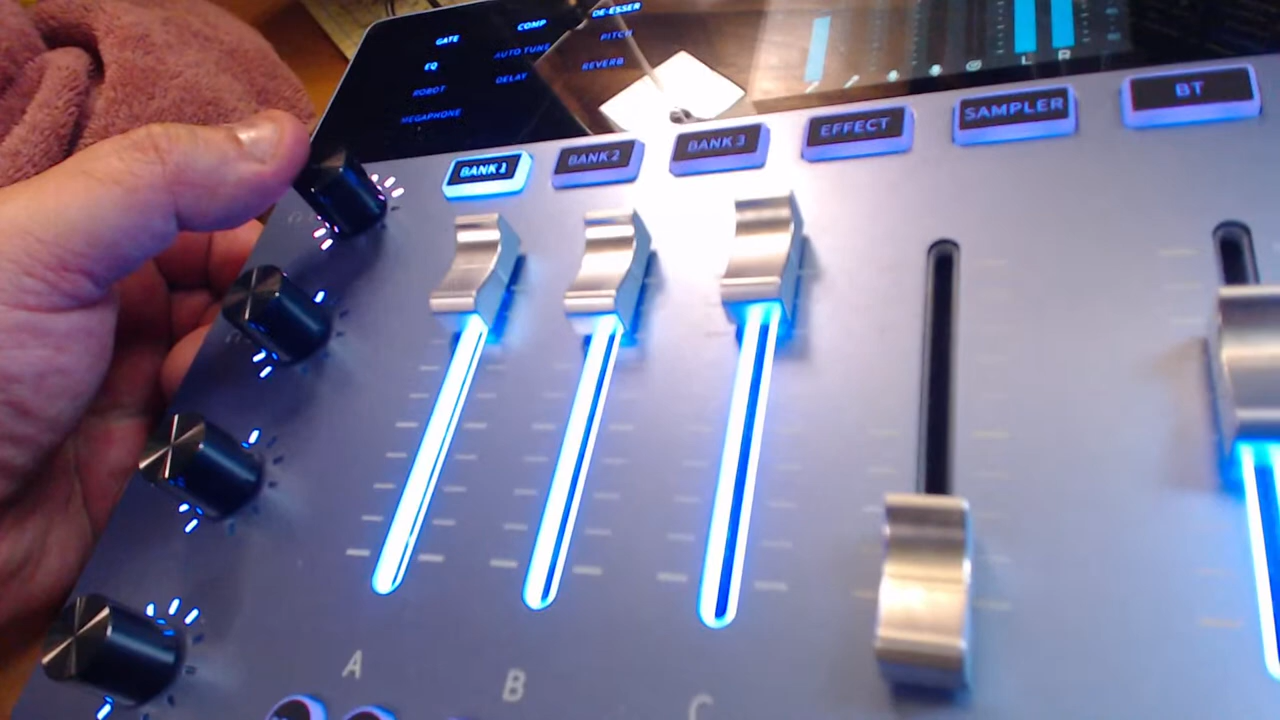 GATE COMP DE-ESSER
EQ AUTO TUNE PITCH
ROBOT DELAY REVERB
MEGAPHONE
L R
BANK 1 BANK 2 BANK 3 EFFECT SAMPLER BT
A B C